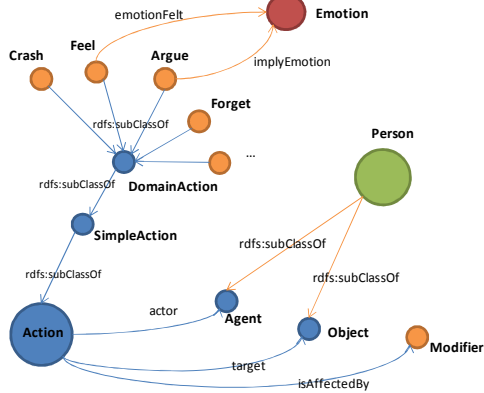 emotionFelt
Emotion
Feel
Crash
Argue
implyEmotion
Forget
rdfs:subClassOf
Person
...
rdfs:subClassOf
DomainAction
SimpleAction
rdfs:subClassOf
rdfs:subClassOf
rdfs:subClassOf
actor
Agent
Action
Object
Modifier
target
isAffectedBy